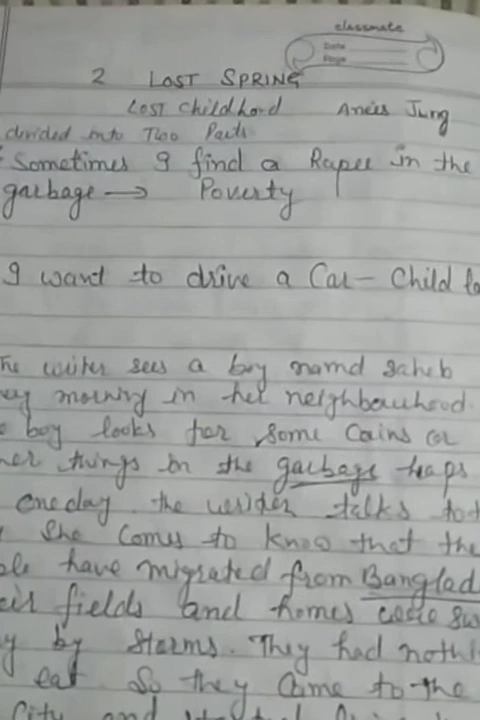 classmate
Date
Page
2 LOST SPRING
Lost Childhood Anees Jung
divided into Two Parts
Sometimes I find a Rupee in the
garbage → Poverty
I want to drive a Car - Child
The writer sees a boy namd saheb
morning in her neighbourhood.
boy looks for some Coins or
things in the garbage heaps
One day the writer talks to
She comes to know that the
have migrated from Banglad
fields and homes were
by Storms. They had nothi
eat. So they Came to the
City and